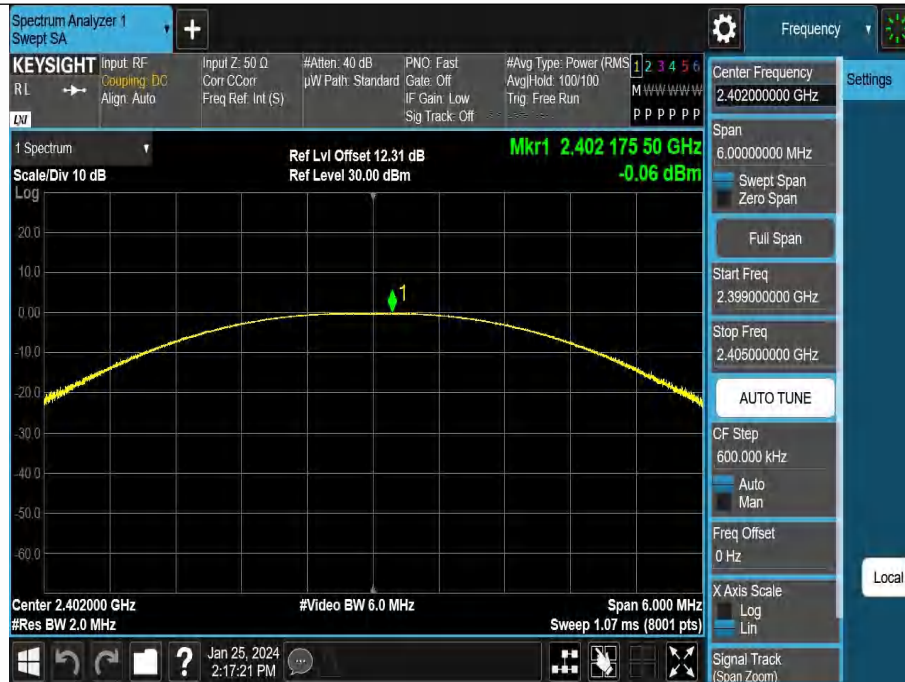 Spectrum Analyzer 1
Swept SA
Frequency
KEYSIGHT
RL
LXI
Input: RF
Coupling: DC
Align: Auto
Input Z: 50 Ω
Corr CCorr
Freq Ref: Int (S)
#Atten: 40 dB
µW Path: Standard
PNO: Fast
Gate: Off
IF Gain: Low
Sig Track: Off
#Avg Type: Power (RMS
Avg|Hold: 100/100
Trig: Free Run
1 2 3 4 5 6
M W W W W W
P P P P P P
1 Spectrum
Scale/Div 10 dB
Log
Ref Lvl Offset 12.31 dB
Ref Level 30.00 dBm
Mkr1 2.402 175 50 GHz
-0.06 dBm
20.0
10.0
0.00
-10.0
-20.0
-30.0
-40.0
-50.0
-60.0
1
Center 2.402000 GHz
#Res BW 2.0 MHz
#Video BW 6.0 MHz
Span 6.000 MHz
Sweep 1.07 ms (8001 pts)
Jan 25, 2024
2:17:21 PM
Center Frequency
2.402000000 GHz
Settings
Span
6.00000000 MHz
Swept Span
Zero Span
Full Span
Start Freq
2.399000000 GHz
Stop Freq
2.405000000 GHz
AUTO TUNE
CF Step
600.000 kHz
Auto
Man
Freq Offset
0 Hz
Local
X Axis Scale
Log
Lin
Signal Track
(Span Zoom)